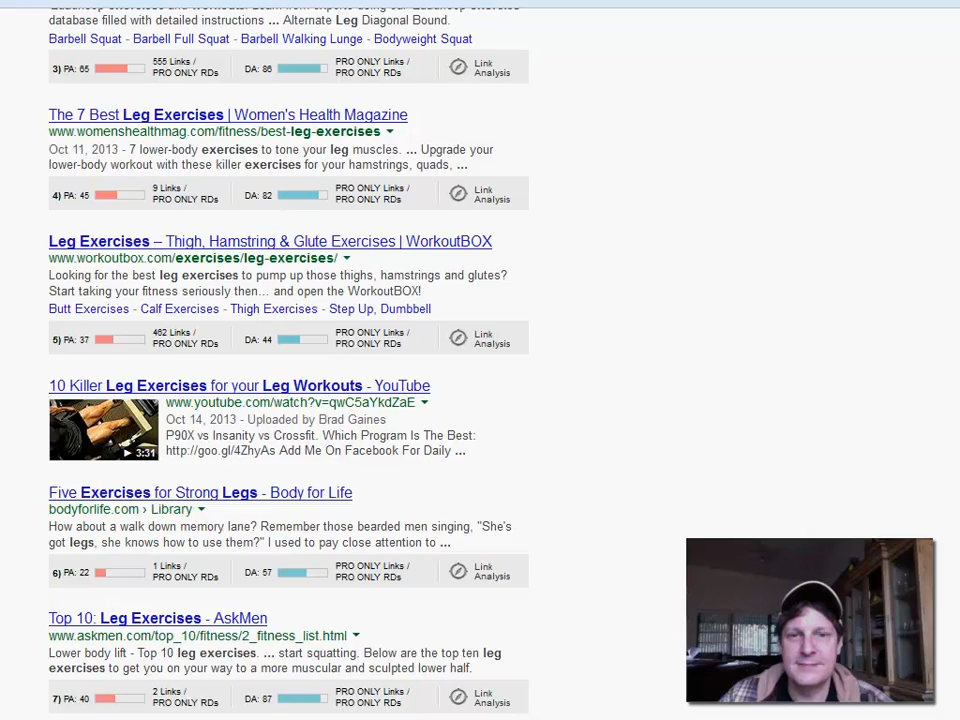 database filled with detailed instructions ... Alternate Leg Diagonal Bound.
Barbell Squat - Barbell Full Squat - Barbell Walking Lunge - Bodyweight Squat
3) PA: 65 555 Links / PRO ONLY RDs DA: 86 PRO ONLY Links / PRO ONLY RDs Link Analysis
The 7 Best Leg Exercises | Women's Health Magazine
www.womenshealthmag.com/fitness/best-leg-exercises
Oct 11, 2013 - 7 lower-body exercises to tone your leg muscles. ... Upgrade your
lower-body workout with these killer exercises for your hamstrings, quads, ...
4) PA: 45 9 Links / PRO ONLY RDs DA: 82 PRO ONLY Links / PRO ONLY RDs Link Analysis
Leg Exercises – Thigh, Hamstring & Glute Exercises | WorkoutBOX
www.workoutbox.com/exercises/leg-exercises/
Looking for the best leg exercises to pump up those thighs, hamstrings and glutes?
Start taking your fitness seriously then... and open the WorkoutBOX!
Butt Exercises - Calf Exercises - Thigh Exercises - Step Up, Dumbbell
5) PA: 37 462 Links / PRO ONLY RDs DA: 44 PRO ONLY Links / PRO ONLY RDs Link Analysis
10 Killer Leg Exercises for your Leg Workouts - YouTube
www.youtube.com/watch?v=qwC5aYkdZaE
Oct 14, 2013 - Uploaded by Brad Gaines
P90X vs Insanity vs Crossfit. Which Program Is The Best:
http://goo.gl/4ZhyAs Add Me On Facebook For Daily ...
3:31
Five Exercises for Strong Legs - Body for Life
bodyforlife.com › Library
How about a walk down memory lane? Remember those bearded men singing, "She's
got legs, she knows how to use them?" I used to pay close attention to ...
6) PA: 22 1 Links / PRO ONLY RDs DA: 57 PRO ONLY Links / PRO ONLY RDs Link Analysis
Top 10: Leg Exercises - AskMen
www.askmen.com/top_10/fitness/2_fitness_list.html
Lower body lift - Top 10 leg exercises. ... start squatting. Below are the top ten leg
exercises to get you on your way to a more muscular and sculpted lower half.
7) PA: 40 2 Links / PRO ONLY RDs DA: 87 PRO ONLY Links / PRO ONLY RDs Link Analysis